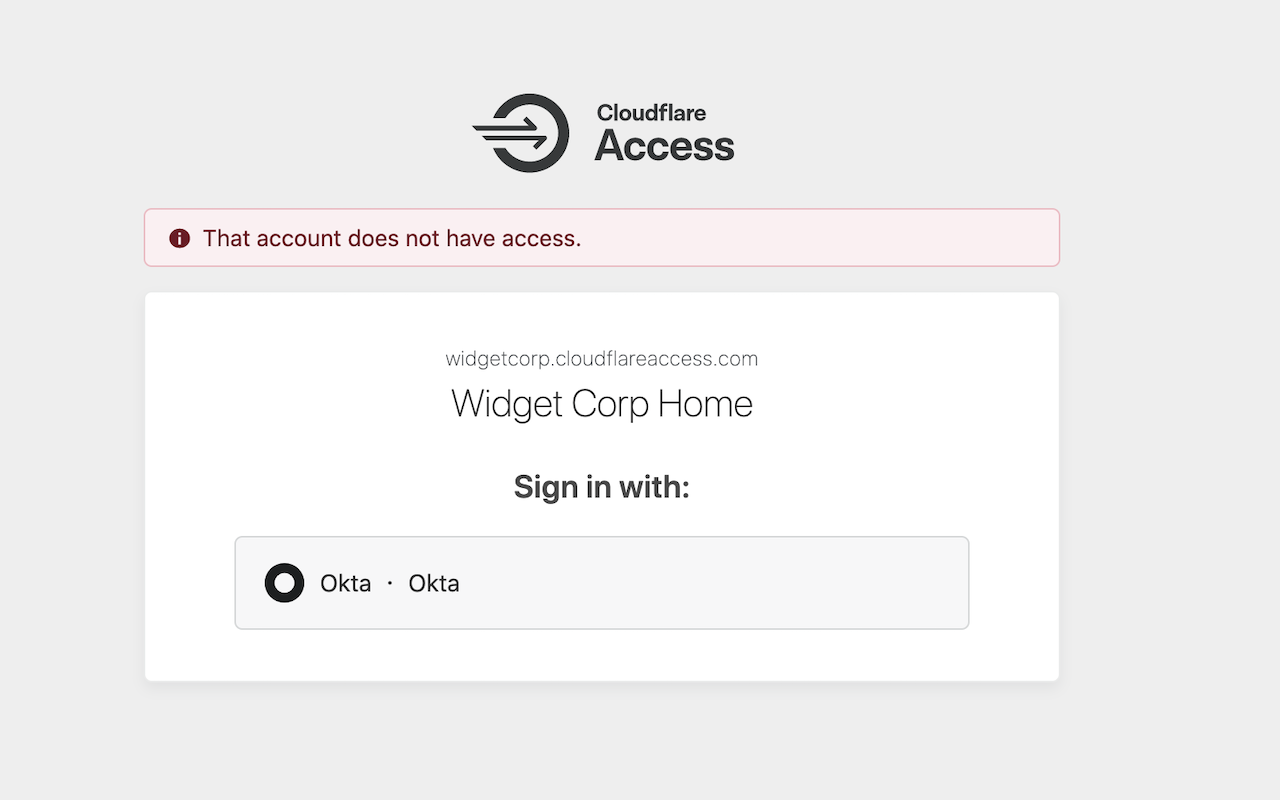 Cloudflare
Access
That account does not have access.
widgetcorp.cloudflareaccess.com
Widget Corp Home
Sign in with:
Okta · Okta